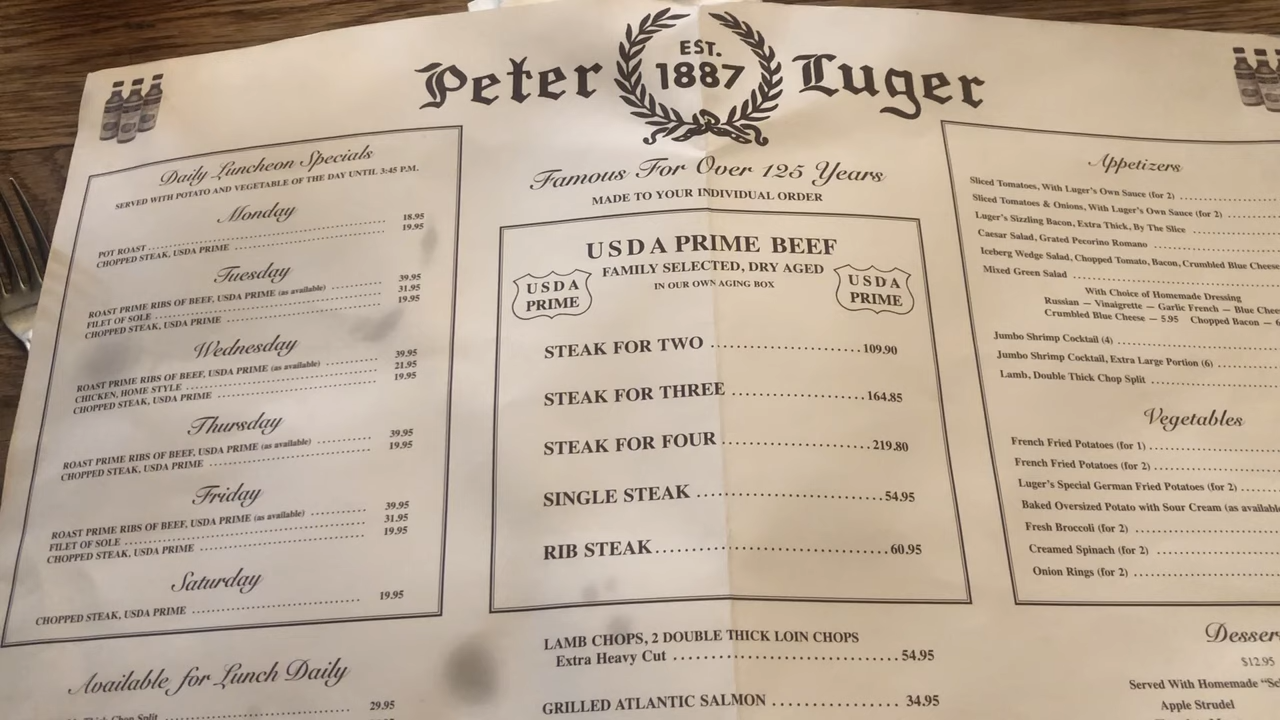 Peter Luger
EST.
1887
Famous For Over 125 Years
MADE TO YOUR INDIVIDUAL ORDER
Daily Luncheon Specials
SERVED WITH POTATO AND VEGETABLE OF THE DAY UNTIL 3:45 P.M.
Monday
POT ROAST 18.95
CHOPPED STEAK, USDA PRIME 19.95
Tuesday
ROAST PRIME RIBS OF BEEF, USDA PRIME (as available) 39.95
FILET OF SOLE 31.95
CHOPPED STEAK, USDA PRIME 19.95
Wednesday
ROAST PRIME RIBS OF BEEF, USDA PRIME (as available) 39.95
CHICKEN, HOME STYLE 21.95
CHOPPED STEAK, USDA PRIME 19.95
Thursday
ROAST PRIME RIBS OF BEEF, USDA PRIME (as available) 39.95
CHOPPED STEAK, USDA PRIME 19.95
Friday
ROAST PRIME RIBS OF BEEF, USDA PRIME (as available) 39.95
FILET OF SOLE 31.95
CHOPPED STEAK, USDA PRIME 19.95
Saturday
CHOPPED STEAK, USDA PRIME 19.95
Available for Lunch Daily
Thick Chop Split 29.95
USDA PRIME BEEF
FAMILY SELECTED, DRY AGED
IN OUR OWN AGING BOX
USDA
PRIME
USDA
PRIME
STEAK FOR TWO 109.90
STEAK FOR THREE 164.85
STEAK FOR FOUR 219.80
SINGLE STEAK 54.95
RIB STEAK 60.95
LAMB CHOPS, 2 DOUBLE THICK LOIN CHOPS
Extra Heavy Cut 54.95
GRILLED ATLANTIC SALMON 34.95
Appetizers
Sliced Tomatoes, With Luger's Own Sauce (for 2)
Sliced Tomatoes & Onions, With Luger's Own Sauce (for 2)
Luger's Sizzling Bacon, Extra Thick, By The Slice
Caesar Salad, Grated Pecorino Romano
Iceberg Wedge Salad, Chopped Tomato, Bacon, Crumbled Blue Cheese
Mixed Green Salad
With Choice of Homemade Dressing
Russian — Vinaigrette — Garlic French — Blue
Crumbled Blue Cheese — 5.95 Chopped Bacon —
Jumbo Shrimp Cocktail (4)
Jumbo Shrimp Cocktail, Extra Large Portion (6)
Lamb, Double Thick Chop Split
Vegetables
French Fried Potatoes (for 1)
French Fried Potatoes (for 2)
Luger's Special German Fried Potatoes (for 2)
Baked Oversized Potato with Sour Cream (as
Fresh Broccoli (for 2)
Creamed Spinach (for 2)
Onion Rings (for 2)
$12.95
Served With Homemade
Apple Strudel